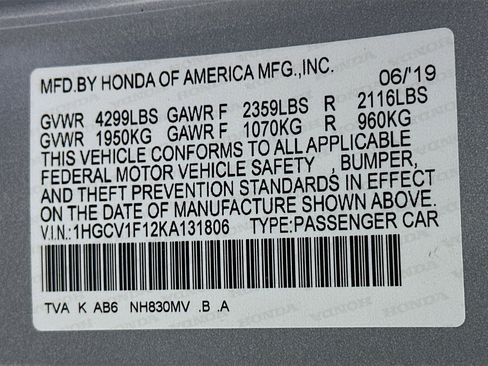 MFD.BY HONDA OF AMERICA MFG.,INC. 06/'19
GVWR 4299LBS GAWR F 2359LBS R 2116LBS
GVWR 1950KG GAWR F 1070KG R 960KG
THIS VEHICLE CONFORMS TO ALL APPLICABLE
FEDERAL MOTOR VEHICLE SAFETY , BUMPER,
AND THEFT PREVENTION STANDARDS IN EFFECT
ON THE DATE OF MANUFACTURE SHOWN ABOVE.
V.I.N.:1HGCV1F12KA131806 TYPE:PASSENGER CAR
TVA K AB6 NH830MV .B .A